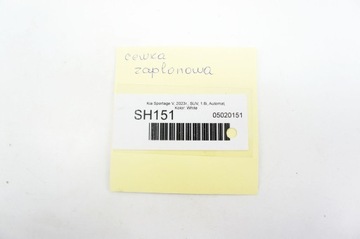 cewka
zapłonowa
Kia Sportage V, 2023r., SUV, 1.6i, Automat,
Kolor: White
SH151 05020151